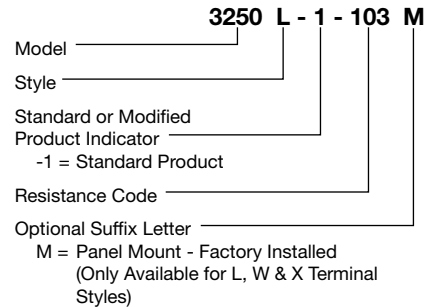 3250 L - 1 - 103 M
Model
Style
Standard or Modified
Product Indicator
-1 = Standard Product
Resistance Code
Optional Suffix Letter
M = Panel Mount - Factory Installed
(Only Available for L, W & X Terminal
Styles)